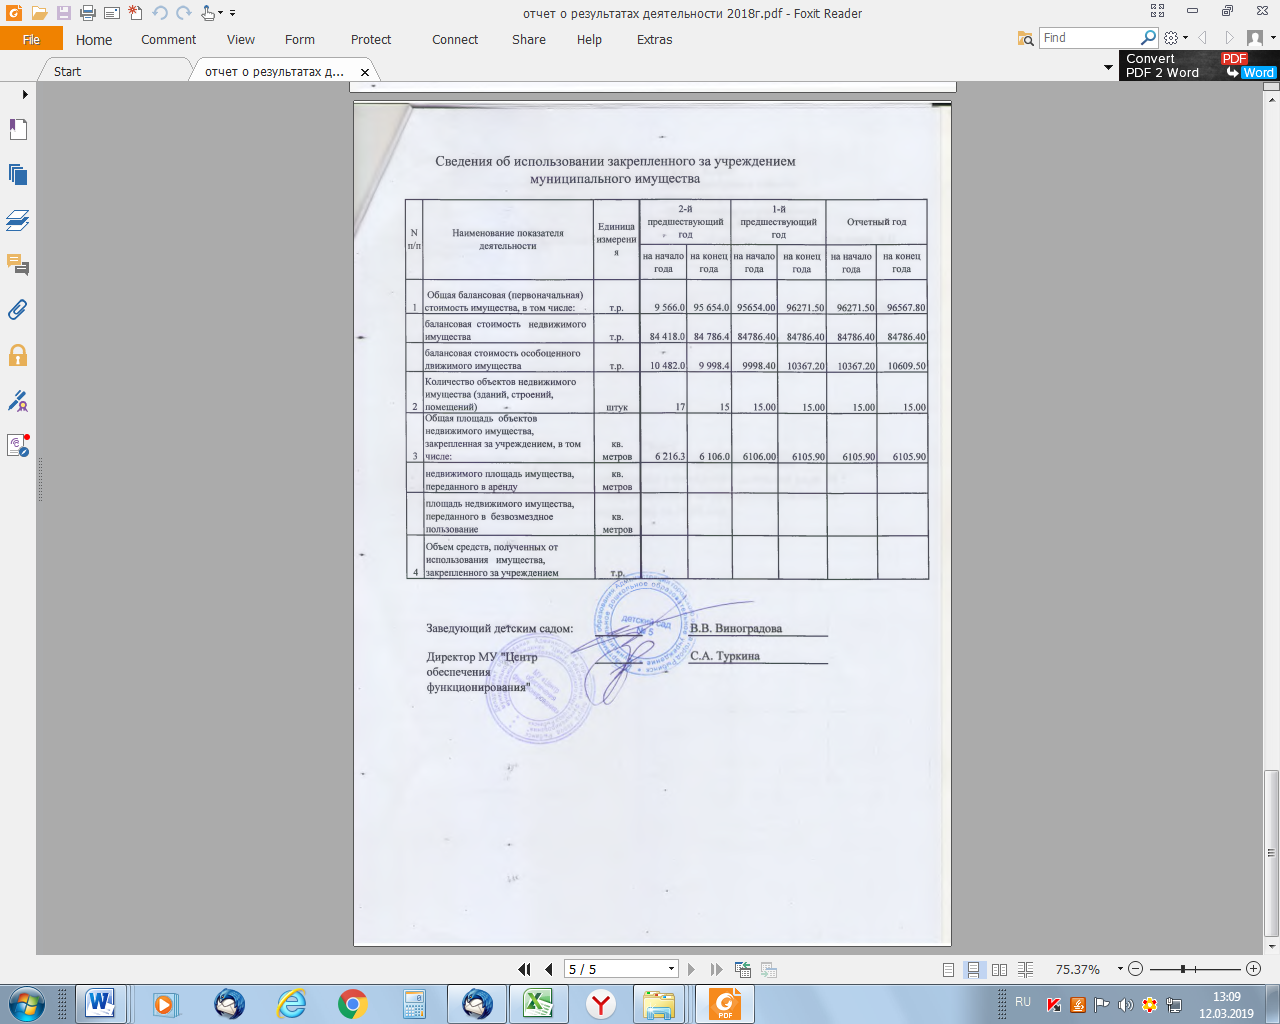 отчет о результатах деятельности 2018г.pdf - Foxit Reader
File Home Comment View Form Protect Connect Share Help Extras
Find
Start
отчет о результатах д...
Convert PDF
PDF 2 Word Word
Сведения об использовании закрепленного за учреждением
муниципального имущества
N п/п
Наименование показателя деятельности
Единица измерения
2-й предшествующий год
1-й предшествующий год
Отчетный год
на начало года на конец года на начало года на конец года на начало года на конец года
Общая балансовая (первоначальная)
1 стоимость имущества, в том числе: т.р. 9 566.0 95 654.0 95654.00 96271.50 96271.50 96567.80
балансовая стоимость недвижимого
имущества т.р. 84 418.0 84 786.4 84786.40 84786.40 84786.40 84786.40
балансовая стоимость особоценного
движимого имущества т.р. 10 482.0 9 998.4 9998.40 10367.20 10367.20 10609.50
Количество объектов недвижимого
имущества (зданий, строений,
2 помещений) штук 17 15 15.00 15.00 15.00 15.00
Общая площадь объектов
недвижимого имущества,
закрепленная за учреждением, в том кв.
3 числе: метров 6 216.3 6 106.0 6106.00 6105.90 6105.90 6105.90
недвижимого площадь имущества, кв.
переданного в аренду метров
площадь недвижимого имущества,
переданного в безвозмездное кв.
пользование метров
Объем средств, полученных от
использования имущества,
4 закрепленного за учреждением т.р.
Заведующий детским садом: В.В. Виноградова
Директор МУ "Центр С.А. Туркина
обеспечения
функционирования"
детский сад
№ 5
5 / 5
75.37%
RU
13:09
12.03.2019